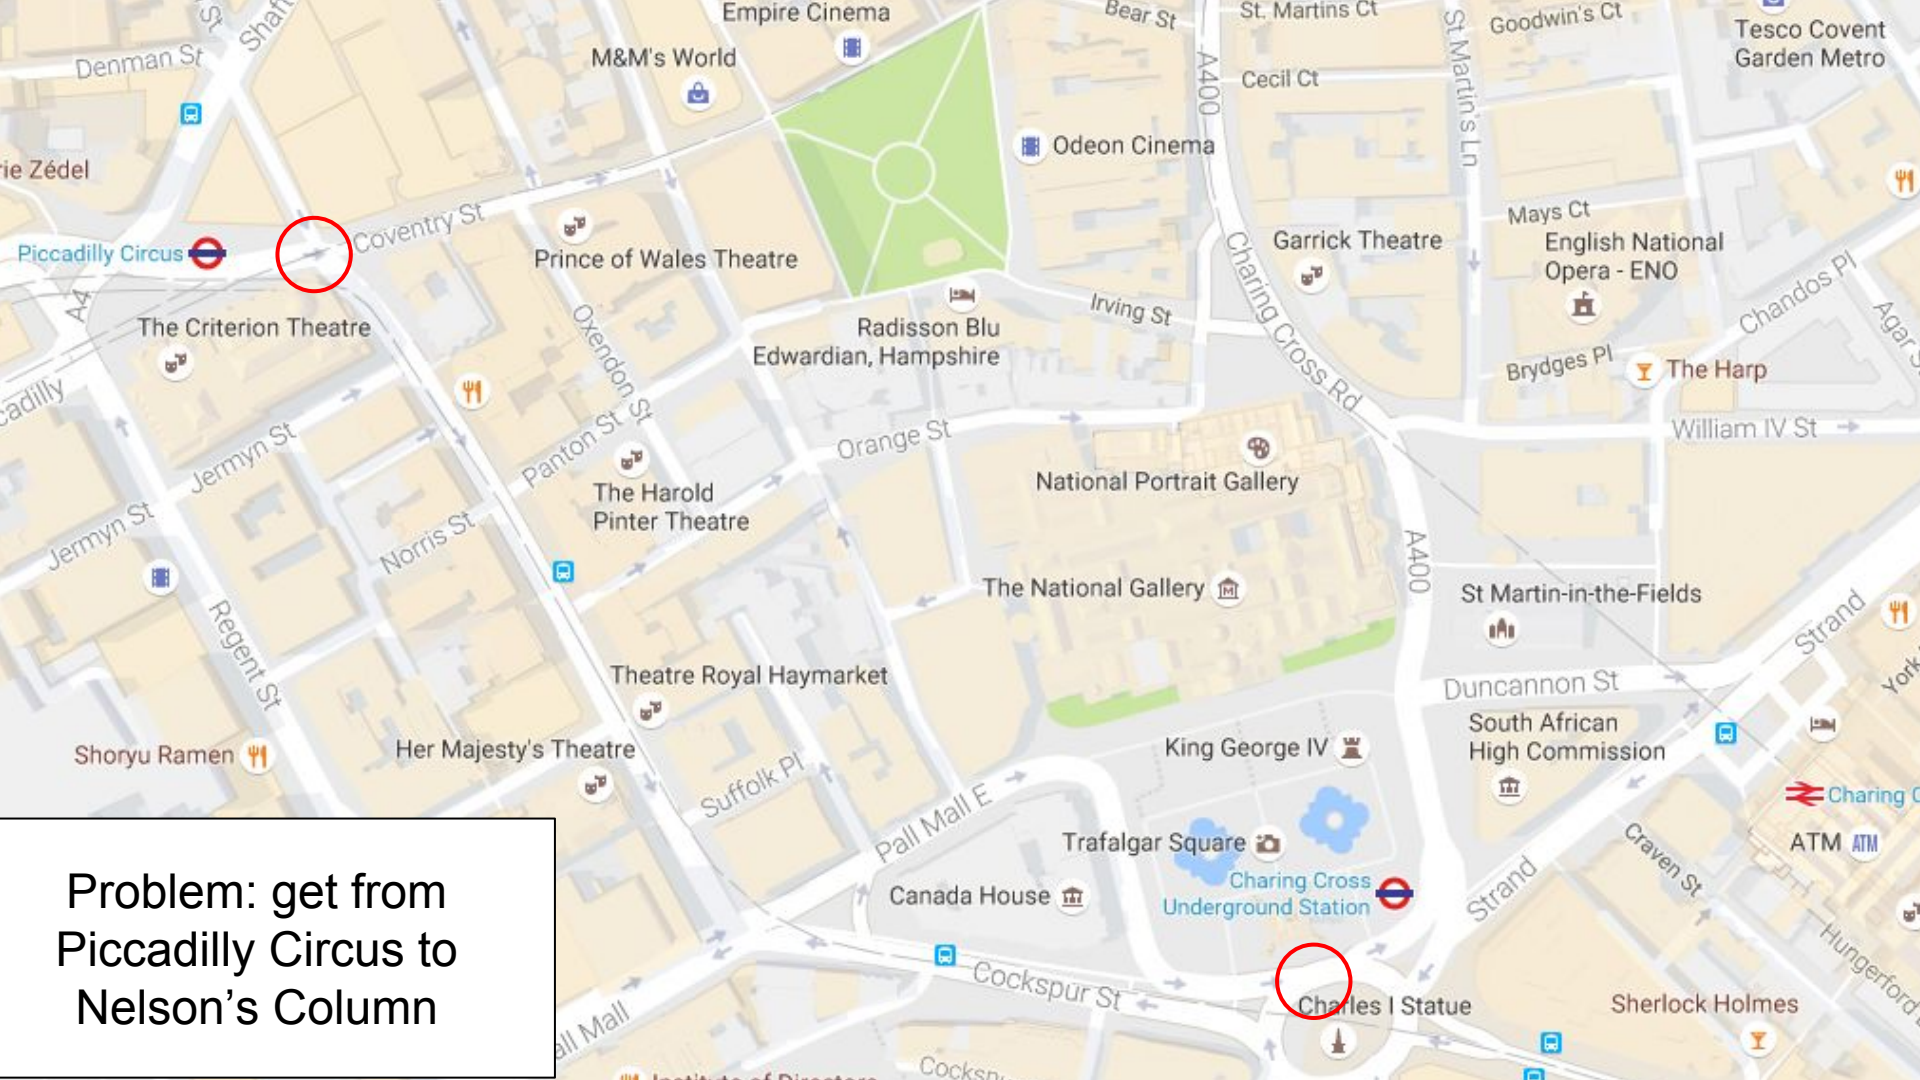 Empire Cinema
Bear St
St. Martins Ct
Goodwin's Ct
Tesco Covent
Garden Metro
Denman St
M&M's World
A400
Cecil Ct
St Martin's Ln
Odeon Cinema
Piccadilly Circus
Coventry St
Prince of Wales Theatre
Garrick Theatre
Mays Ct
English National
Opera - ENO
Chandos Pl
A4
The Criterion Theatre
Oxendon St
Radisson Blu
Edwardian, Hampshire
Irving St
Charing Cross Rd
Brydges Pl
The Harp
Jermyn St
Panton St
Orange St
William IV St
The Harold
Pinter Theatre
National Portrait Gallery
Jermyn St
Norris St
A400
The National Gallery
St Martin-in-the-Fields
Strand
Regent St
Theatre Royal Haymarket
Duncannon St
Shoryu Ramen
Her Majesty's Theatre
Suffolk Pl
King George IV
South African
High Commission
Pall Mall E
Trafalgar Square
Charing
ATM
ATM
Craven St
Canada House
Charing Cross
Underground Station
Strand
Hungerford
Cockspur St
Charles I Statue
Sherlock Holmes
Problem: get from
Piccadilly Circus to
Nelson's Column